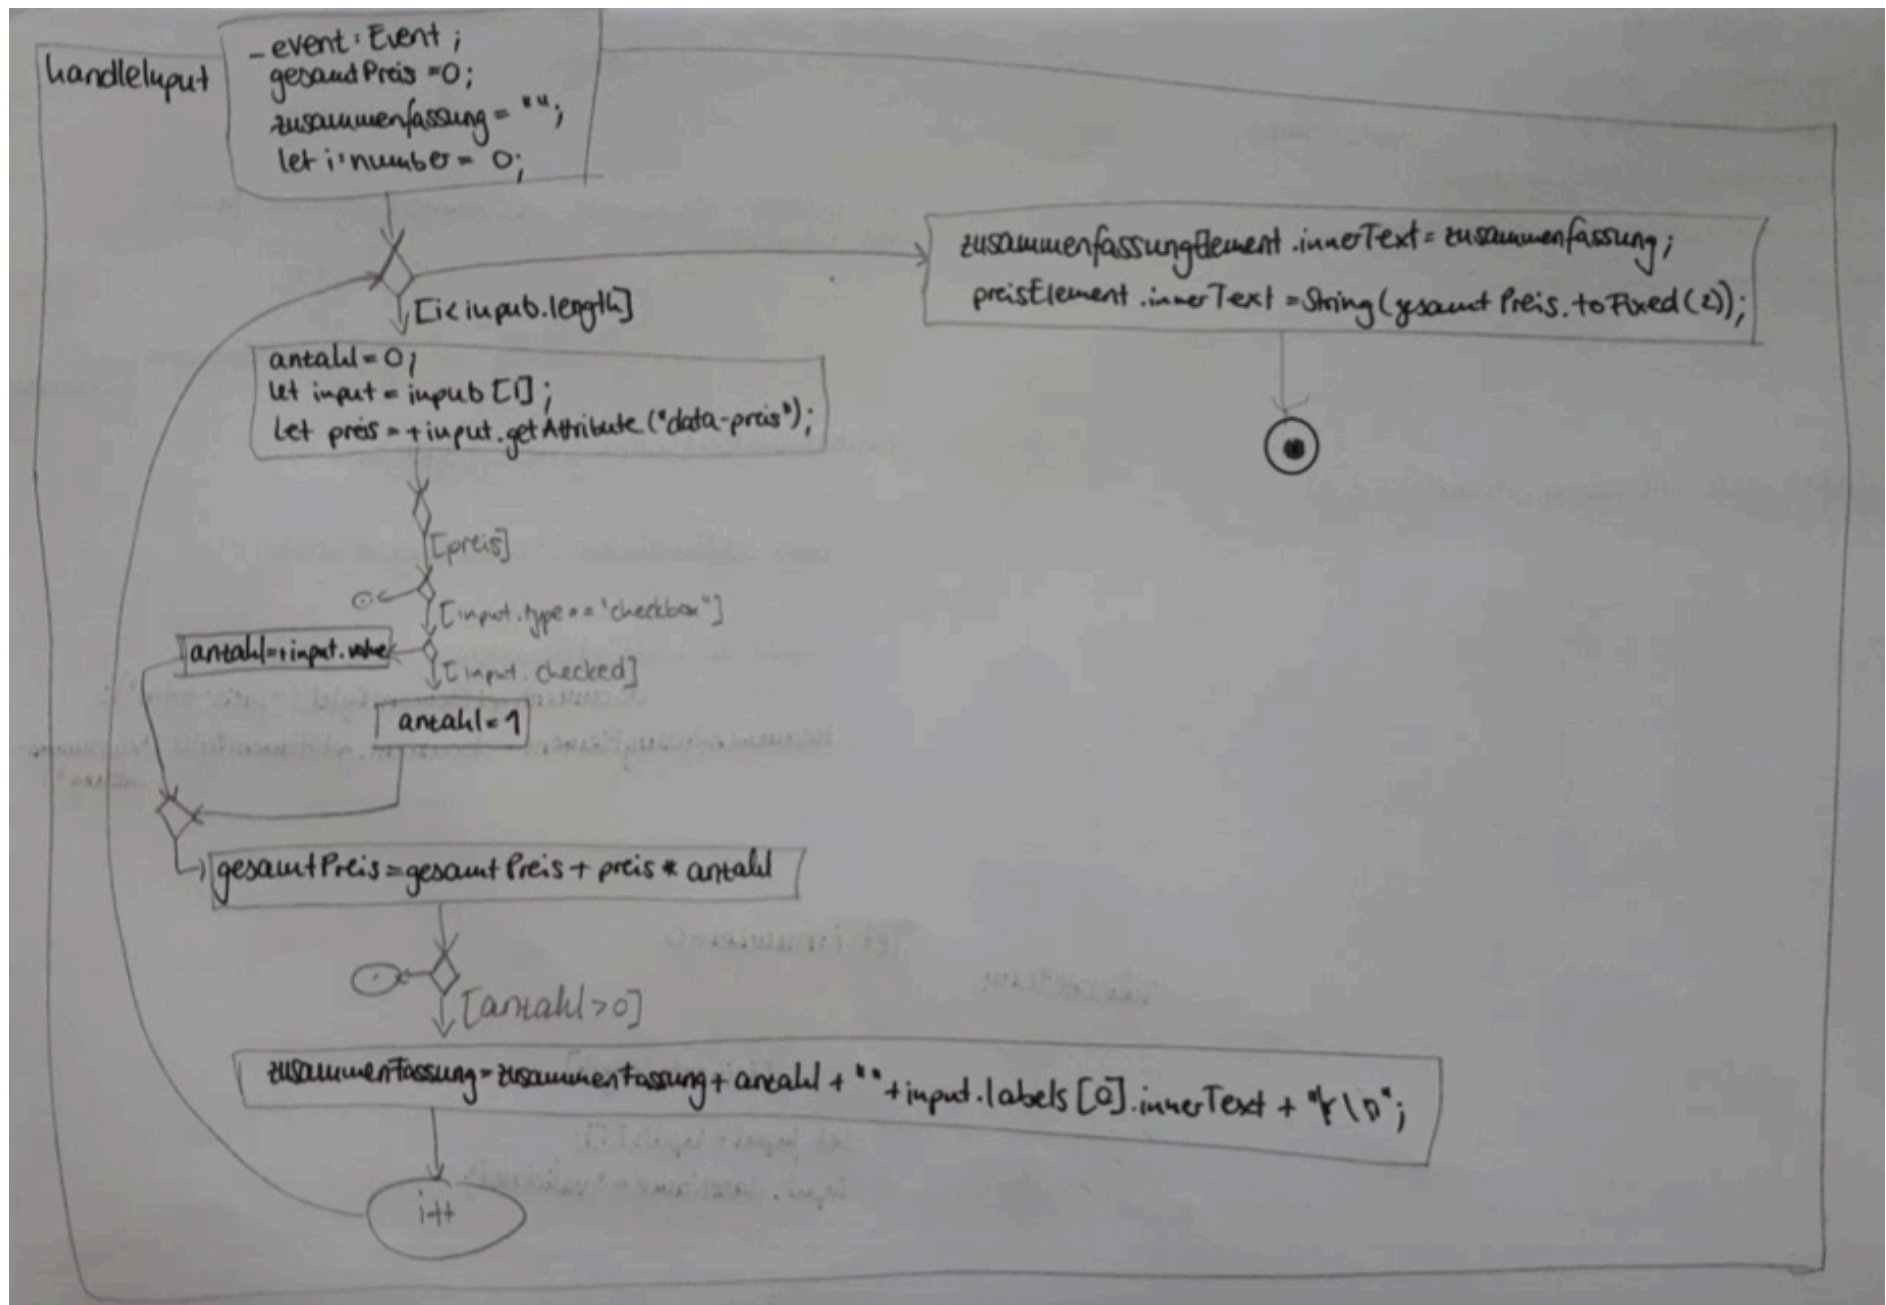 handleInput
_event: Event;
gesamtPreis = 0;
zusammenfassung = "";
let i: number = 0;
zusammenfassungElement.innerText = zusammenfassung;
preisElement.innerText = String(gesamtPreis.toFixed(2));
[i<inputs.length]
anzahl = 0;
let input = inputs[i];
let preis = +input.getAttribute("data-preis");
[preis]
[input.type == "checkbox"]
anzahl=+input.value
[input.checked]
anzahl = 1
gesamtPreis = gesamtPreis + preis * anzahl
[anzahl > 0]
zusammenfassung = zusammenfassung + anzahl + " " + input.labels[0].innerText + "\r\n";
i++